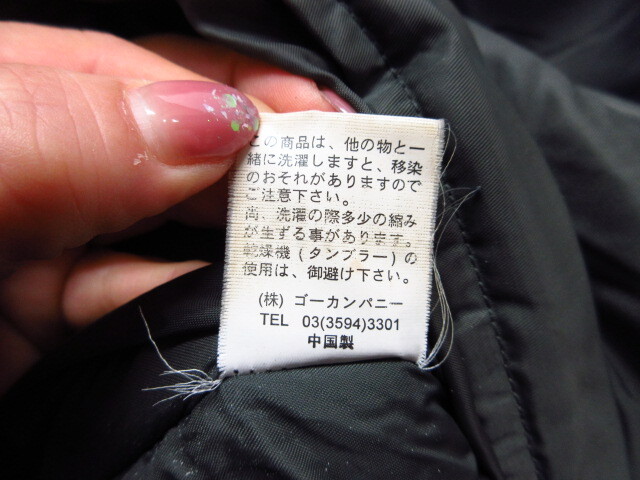 この商品は、他の物と一
緒に洗濯しますと、移染
のおそれがありますので
ご注意下さい。
尚、洗濯の際多少の縮み
が生ずる事があります。
乾燥機(タンブラー)の
使用は、御避け下さい。
(株) ゴーカンパニー
TEL 03(3594)3301
中国製